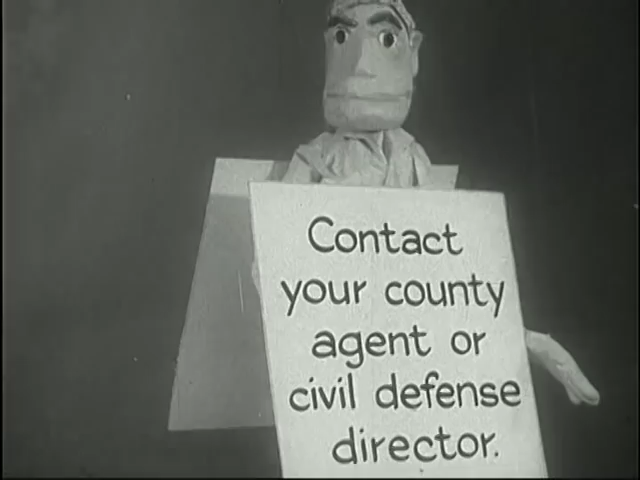 Contact
your county
agent or
civil defense
director.